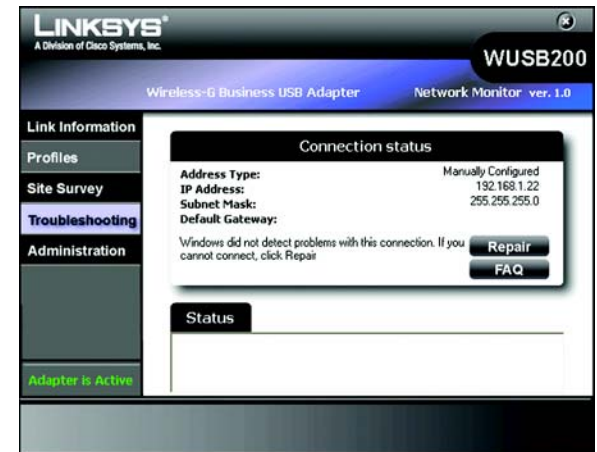 LINKSYS®
A Division of Cisco Systems, Inc.
WUSB200
Wireless-G Business USB Adapter
Network Monitor ver. 1.0
Link Information
Profiles
Site Survey
Troubleshooting
Administration
Adapter is Active
Connection status
Address Type: Manually Configured
IP Address: 192.168.1.22
Subnet Mask: 255.255.255.0
Default Gateway:
Windows did not detect problems with this connection. If you
cannot connect, click Repair
Repair
FAQ
Status